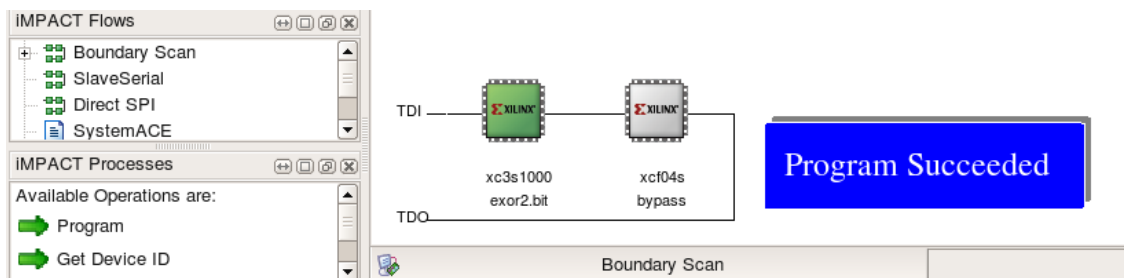 iMPACT Flows
Boundary Scan
SlaveSerial
Direct SPI
SystemACE
iMPACT Processes
Available Operations are:
Program
Get Device ID
TDI
XILINX
XILINX
xc3s1000
exor2.bit
xcf04s
bypass
TDO
Program Succeeded
Boundary Scan